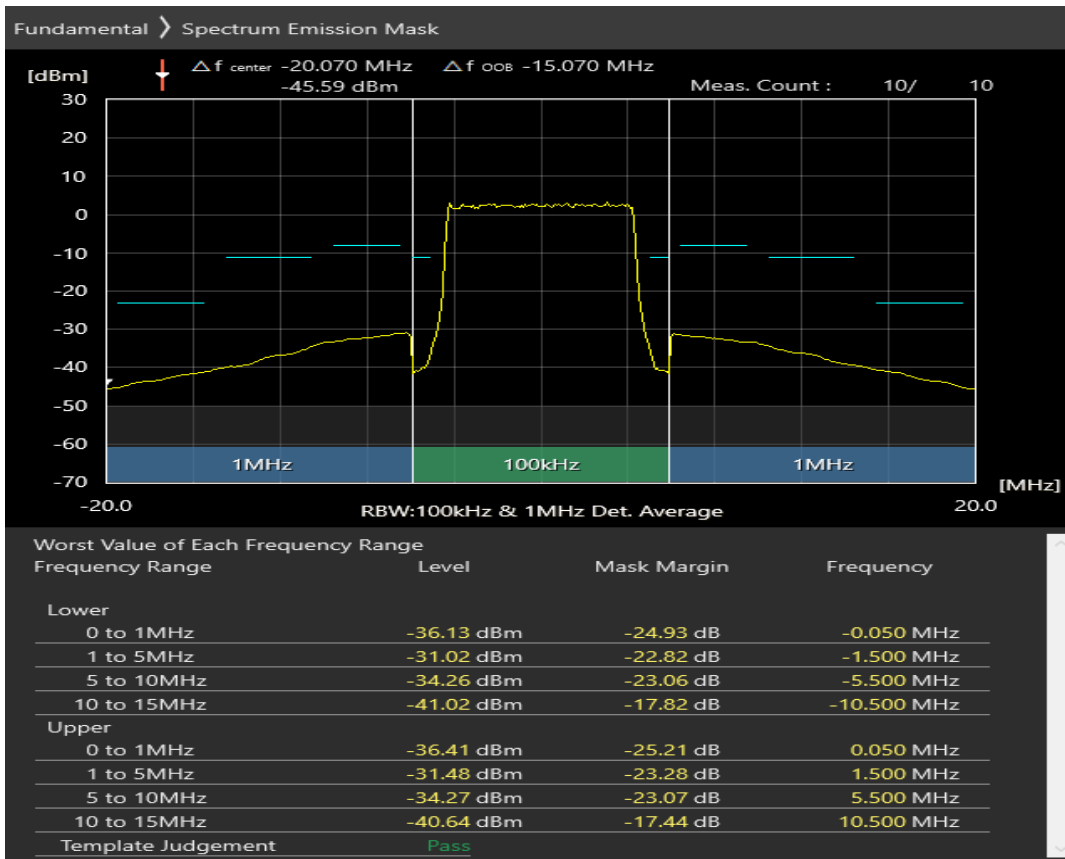 Fundamental ❯ Spectrum Emission Mask
[dBm] △f center -20.070 MHz △f OOB -15.070 MHz
-45.59 dBm Meas. Count : 10/ 10
30
20
10
0
-10
-20
-30
-40
-50
-60
1MHz 100kHz 1MHz
-70 [MHz]
-20.0 RBW:100kHz & 1MHz Det. Average 20.0
Worst Value of Each Frequency Range
Frequency Range Level Mask Margin Frequency
Lower
0 to 1MHz -36.13 dBm -24.93 dB -0.050 MHz
1 to 5MHz -31.02 dBm -22.82 dB -1.500 MHz
5 to 10MHz -34.26 dBm -23.06 dB -5.500 MHz
10 to 15MHz -41.02 dBm -17.82 dB -10.500 MHz
Upper
0 to 1MHz -36.41 dBm -25.21 dB 0.050 MHz
1 to 5MHz -31.48 dBm -23.28 dB 1.500 MHz
5 to 10MHz -34.27 dBm -23.07 dB 5.500 MHz
10 to 15MHz -40.64 dBm -17.44 dB 10.500 MHz
Template Judgement Pass